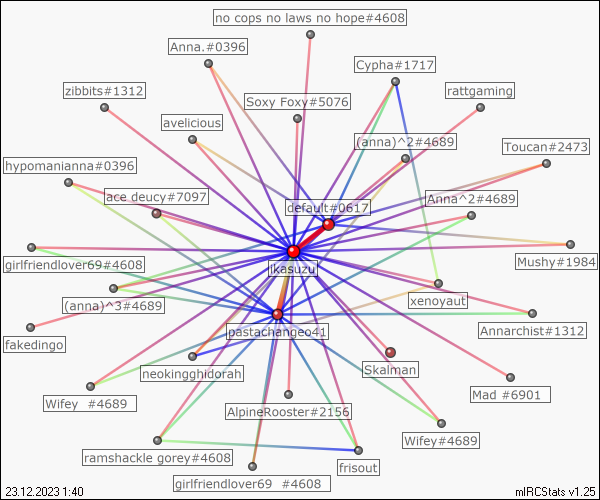 no cops no laws no hope#4608
Anna.#0396
Cypha#1717
zibbits#1312
rattgaming
Soxy Foxy#5076
avelicious
(anna)^2#4689
Toucan#2473
hypomanianna#0396
ace deucy#7097
Anna^2#4689
default#0617
Ikasuzu
Mushy#1984
girlfriendlover69#4608
(anna)^3#4689
xenoyaut
pastachangeo41
Annarchist#1312
fakedingo
neokingghidorah
Skalman
Mad #6901
Wifey #4689
AlpineRooster#2156
Wifey#4689
ramshackle gorey#4608
frisout
girlfriendlover69 #4608
23.12.2023 1:40
mIRCStats v1.25